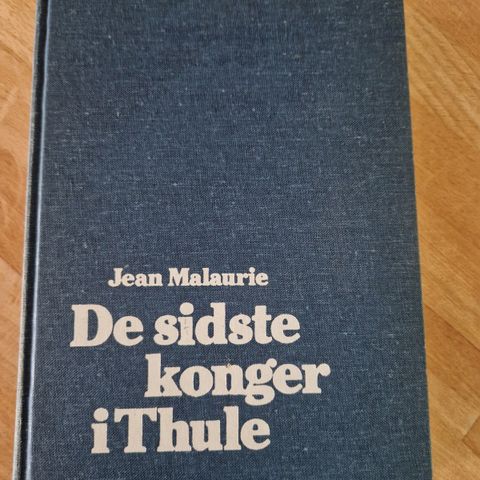 Jean Malaurie
De sidste
konger
i Thule